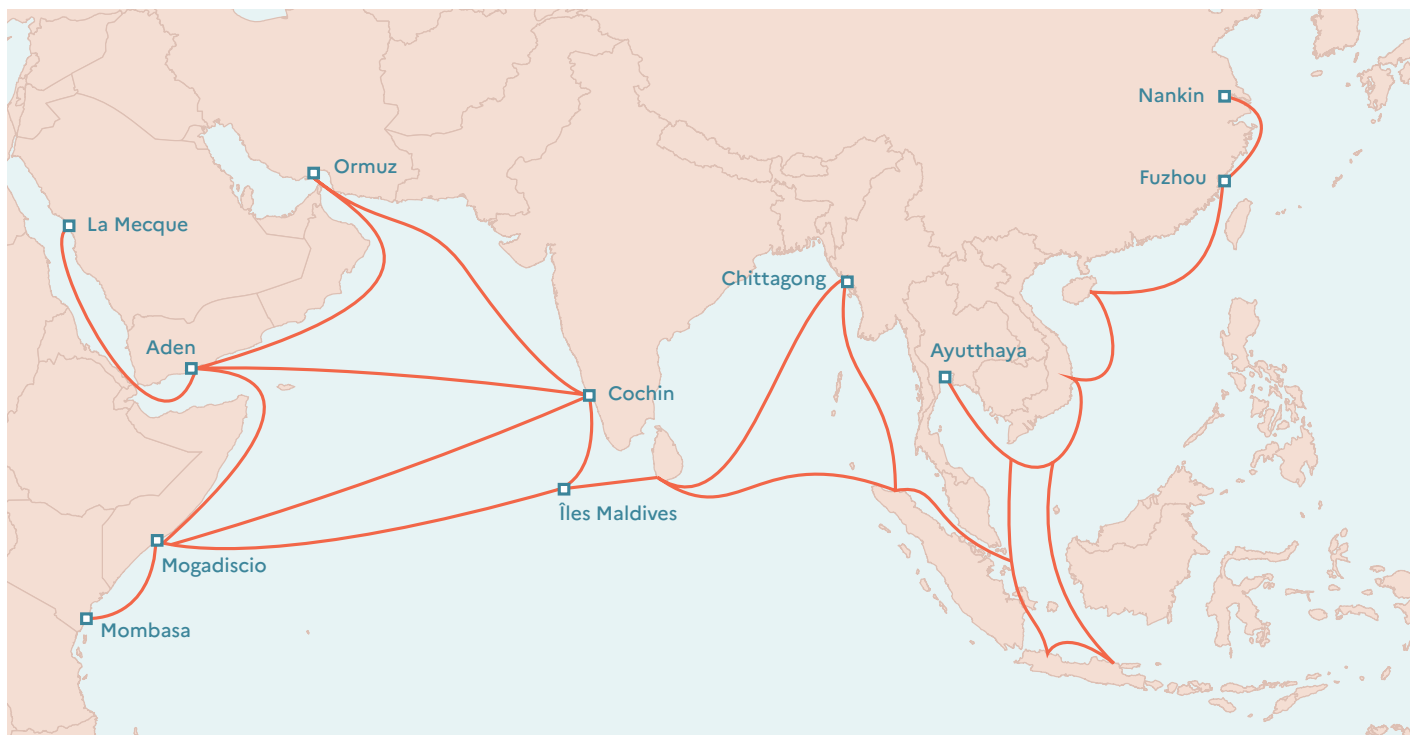 Nankin
Ormuz
Fuzhou
La Mecque
Chittagong
Aden
Ayutthaya
Cochin
Îles Maldives
Mogadiscio
Mombasa